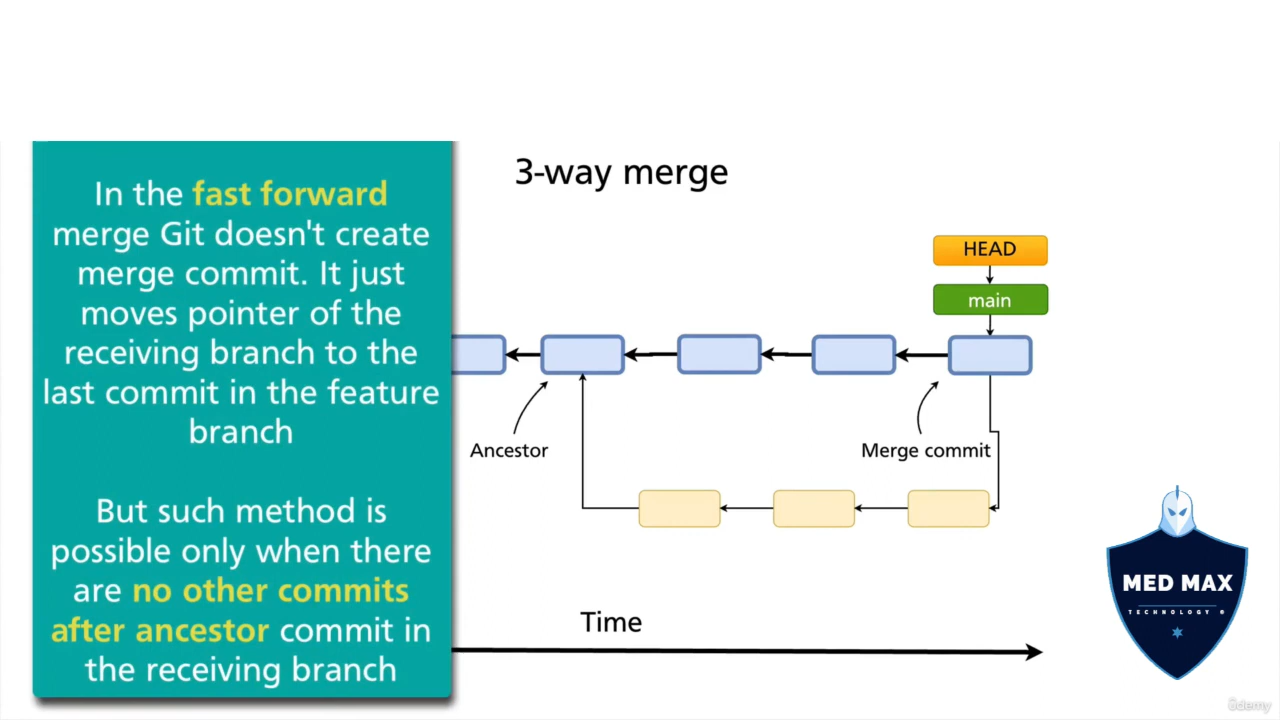 In the fast forward
merge Git doesn't create
merge commit. It just
moves pointer of the
receiving branch to the
last commit in the feature
branch
But such method is
possible only when there
are no other commits
after ancestor commit in
the receiving branch
3-way merge
HEAD
main
Ancestor
Merge commit
Time
MED MAX
TECHNOLOGY
ûdemy